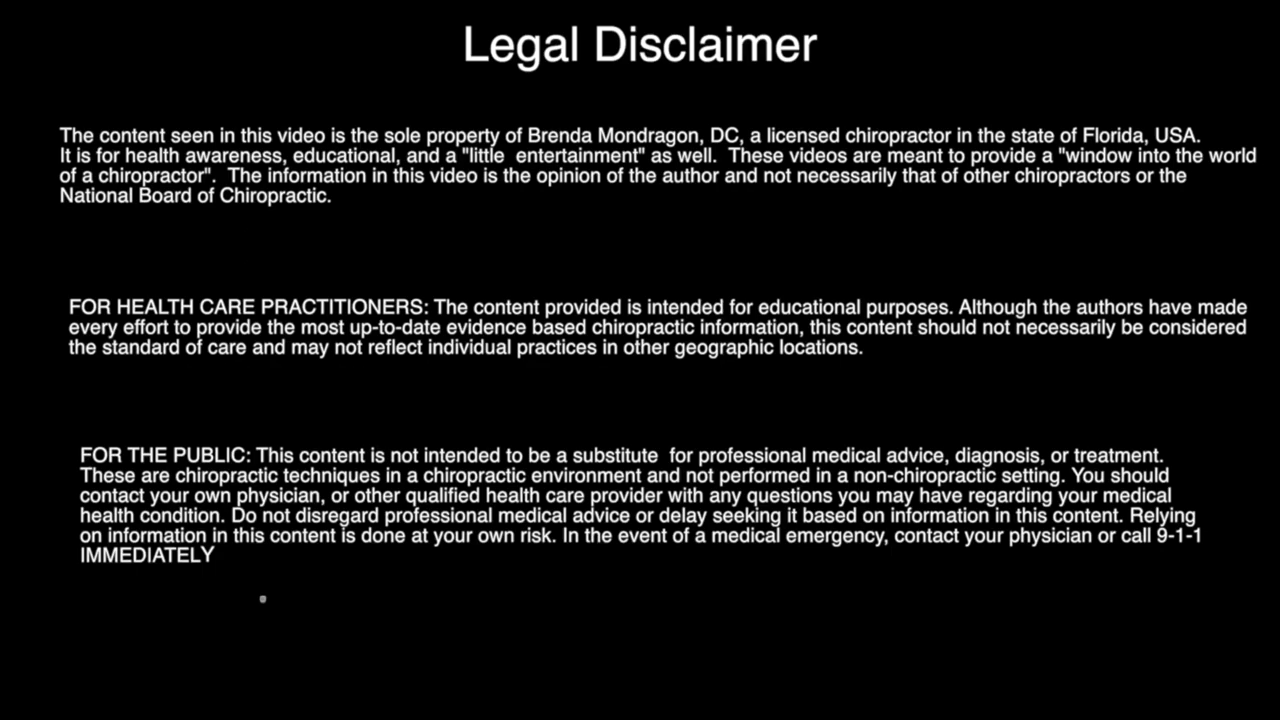 Legal Disclaimer
The content seen in this video is the sole property of Brenda Mondragon, DC, a licensed chiropractor in the state of Florida, USA.
It is for health awareness, educational, and a "little  entertainment" as well.  These videos are meant to provide a "window into the world
of a chiropractor".  The information in this video is the opinion of the author and not necessarily that of other chiropractors or the
National Board of Chiropractic.
FOR HEALTH CARE PRACTITIONERS: The content provided is intended for educational purposes. Although the authors have made
every effort to provide the most up-to-date evidence based chiropractic information, this content should not necessarily be considered
the standard of care and may not reflect individual practices in other geographic locations.
FOR THE PUBLIC: This content is not intended to be a substitute  for professional medical advice, diagnosis, or treatment.
These are chiropractic techniques in a chiropractic environment and not performed in a non-chiropractic setting. You should
contact your own physician, or other qualified health care provider with any questions you may have regarding your medical
health condition. Do not disregard professional medical advice or delay seeking it based on information in this content. Relying
on information in this content is done at your own risk. In the event of a medical emergency, contact your physician or call 9-1-1
IMMEDIATELY